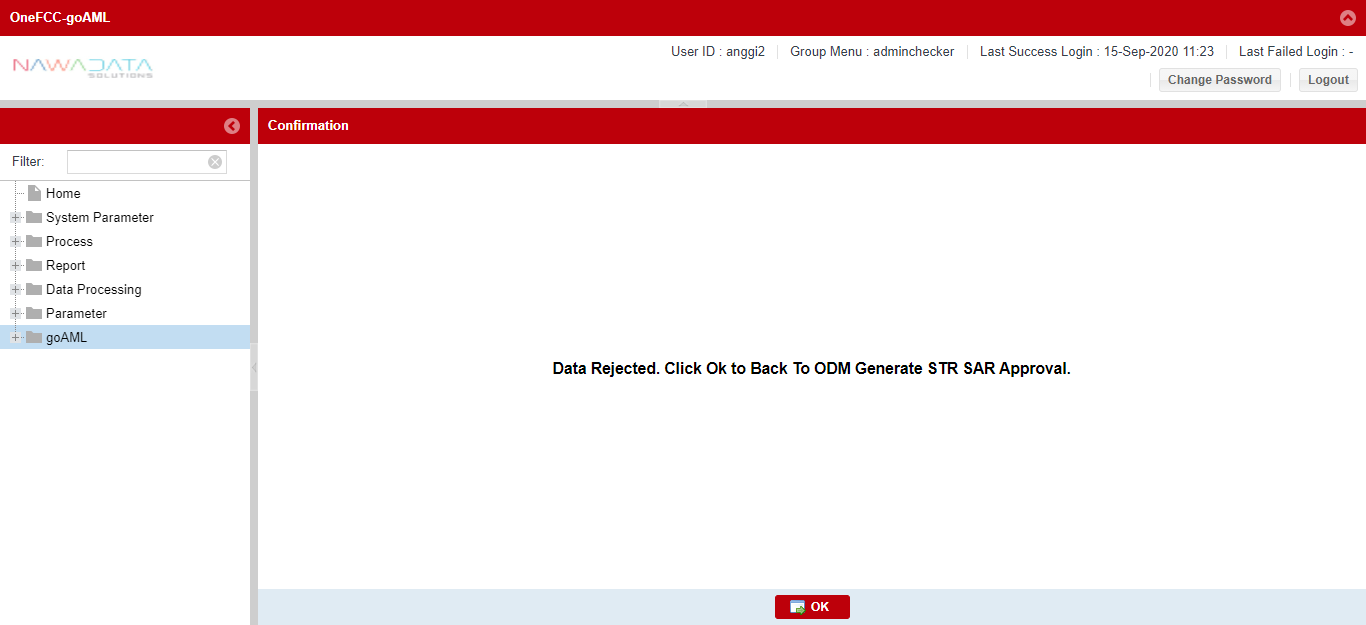 OneFCC-goAML
NAWADATA
SOLUTIONS
User ID : anggi2
Group Menu : adminchecker
Last Success Login : 15-Sep-2020 11:23
Last Failed Login : -
Change Password
Logout
Confirmation
Filter:
Home
System Parameter
Process
Report
Data Processing
Parameter
goAML
Data Rejected. Click Ok to Back To ODM Generate STR SAR Approval.
OK